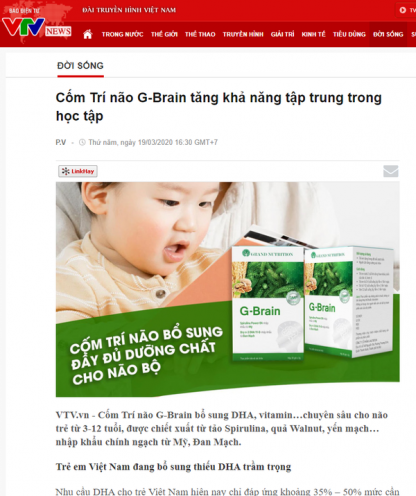 BÁO ĐIỆN TỬ
ĐÀI TRUYỀN HÌNH VIỆT NAM
VTV NEWS
TRONG NƯỚC THẾ GIỚI THỂ THAO TRUYỀN HÌNH GIẢI TRÍ KINH TẾ TIÊU DÙNG ĐỜI SỐNG
ĐỜI SỐNG
Cốm Trí não G-Brain tăng khả năng tập trung trong
học tập
P.V - Thứ năm, ngày 19/03/2020 16:30 GMT+7
LinkHay
GRAND NUTRITION
G-Brain
G-Brain
CỐM TRÍ NÃO BỔ SUNG
ĐẦY ĐỦ DƯỠNG CHẤT
CHO NÃO BỘ
VTV.vn - Cốm Trí não G-Brain bổ sung DHA, vitamin...chuyên sâu cho não
trẻ từ 3-12 tuổi, được chiết xuất từ tảo Spirulina, quả Walnut, yến mạch...
nhập khẩu chính ngạch từ Mỹ, Đan Mạch.
Trẻ em Việt Nam đang bổ sung thiếu DHA trầm trọng
Nhu cầu DHA cho trẻ Việt Nam hiện nay chỉ đáp ứng khoảng 35% – 50% mức cần